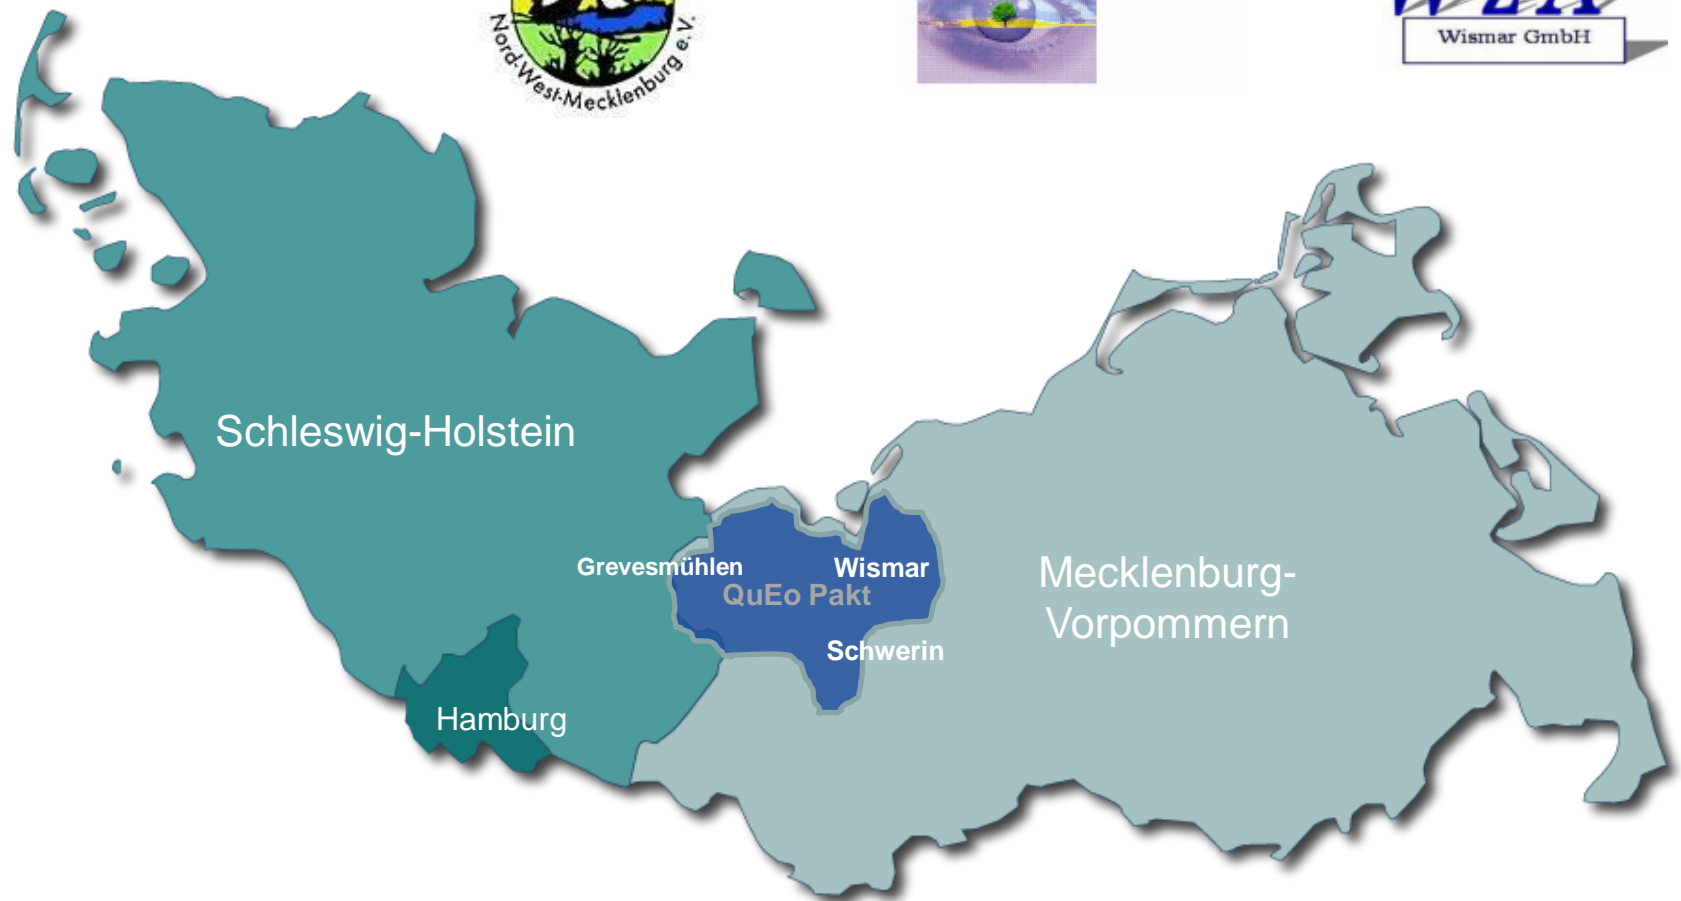 Nord-West-Mecklenburg e.V.
Wismar GmbH
Schleswig-Holstein
Grevesmühlen
Wismar
QuEo Pakt
Mecklenburg-
Vorpommern
Schwerin
Hamburg